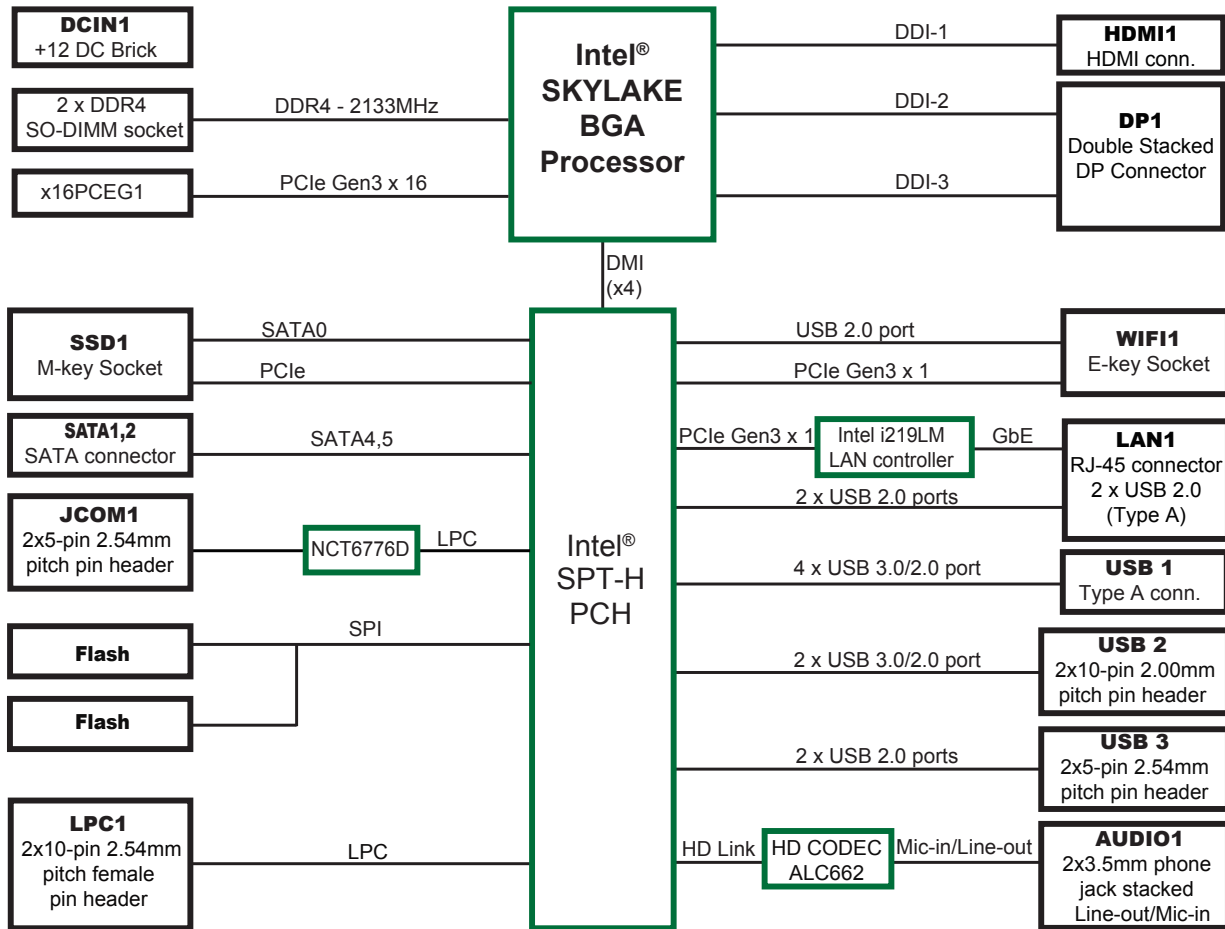 DCIN1
+12 DC Brick
2 x DDR4
SO-DIMM socket
DDR4 - 2133MHz
x16PCEG1
PCIe Gen3 x 16
Intel®
SKYLAKE
BGA
Processor
DDI-1
HDMI1
HDMI conn.
DDI-2
DDI-3
DP1
Double Stacked
DP Connector
DMI
(x4)
SSD1
M-key Socket
SATA0
PCIe
SATA1,2
SATA connector
SATA4,5
JCOM1
2x5-pin 2.54mm
pitch pin header
NCT6776D
LPC
Flash
SPI
Flash
LPC1
2x10-pin 2.54mm
pitch female
pin header
LPC
Intel®
SPT-H
PCH
USB 2.0 port
PCIe Gen3 x 1
WIFI1
E-key Socket
PCIe Gen3 x 1
Intel i219LM
LAN controller
GbE
2 x USB 2.0 ports
LAN1
RJ-45 connector
2 x USB 2.0
(Type A)
4 x USB 3.0/2.0 port
USB 1
Type A conn.
2 x USB 3.0/2.0 port
USB 2
2x10-pin 2.00mm
pitch pin header
2 x USB 2.0 ports
USB 3
2x5-pin 2.54mm
pitch pin header
HD Link
HD CODEC
ALC662
Mic-in/Line-out
AUDIO1
2x3.5mm phone
jack stacked
Line-out/Mic-in